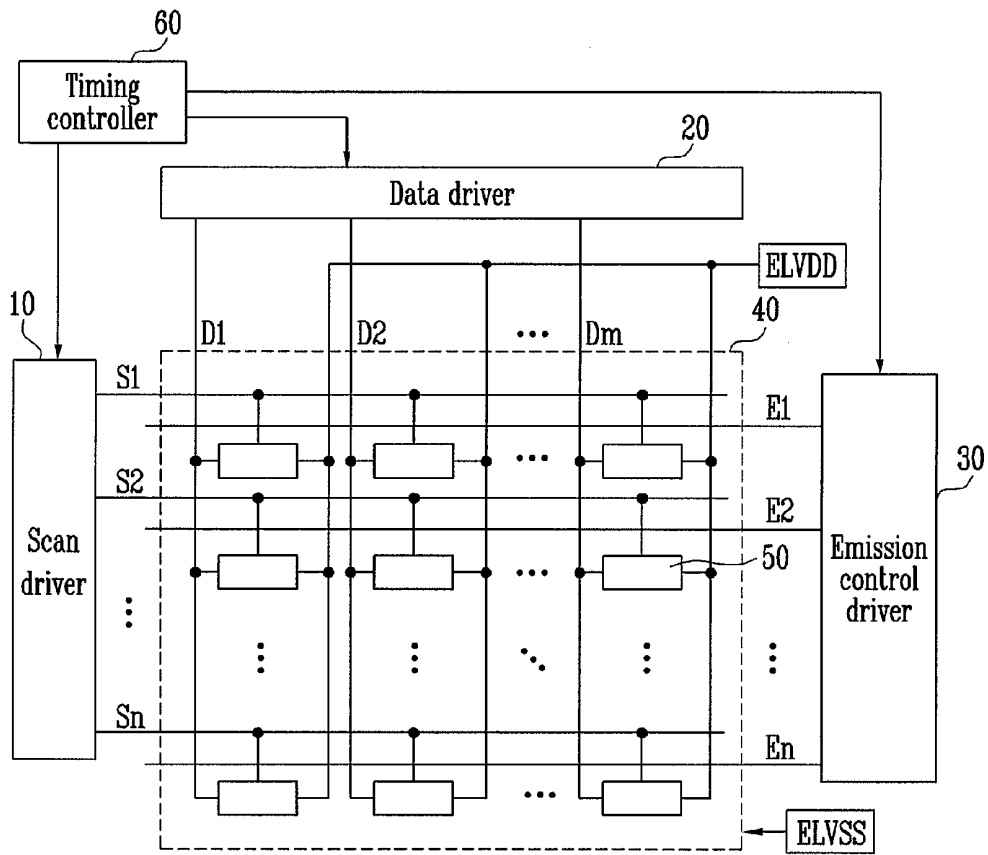 60
Timing
controller
20
Data driver
ELVDD
10
D1
D2
Dm
40
S1
E1
30
S2
E2
Scan
driver
50
Emission
control
driver
Sn
En
ELVSS